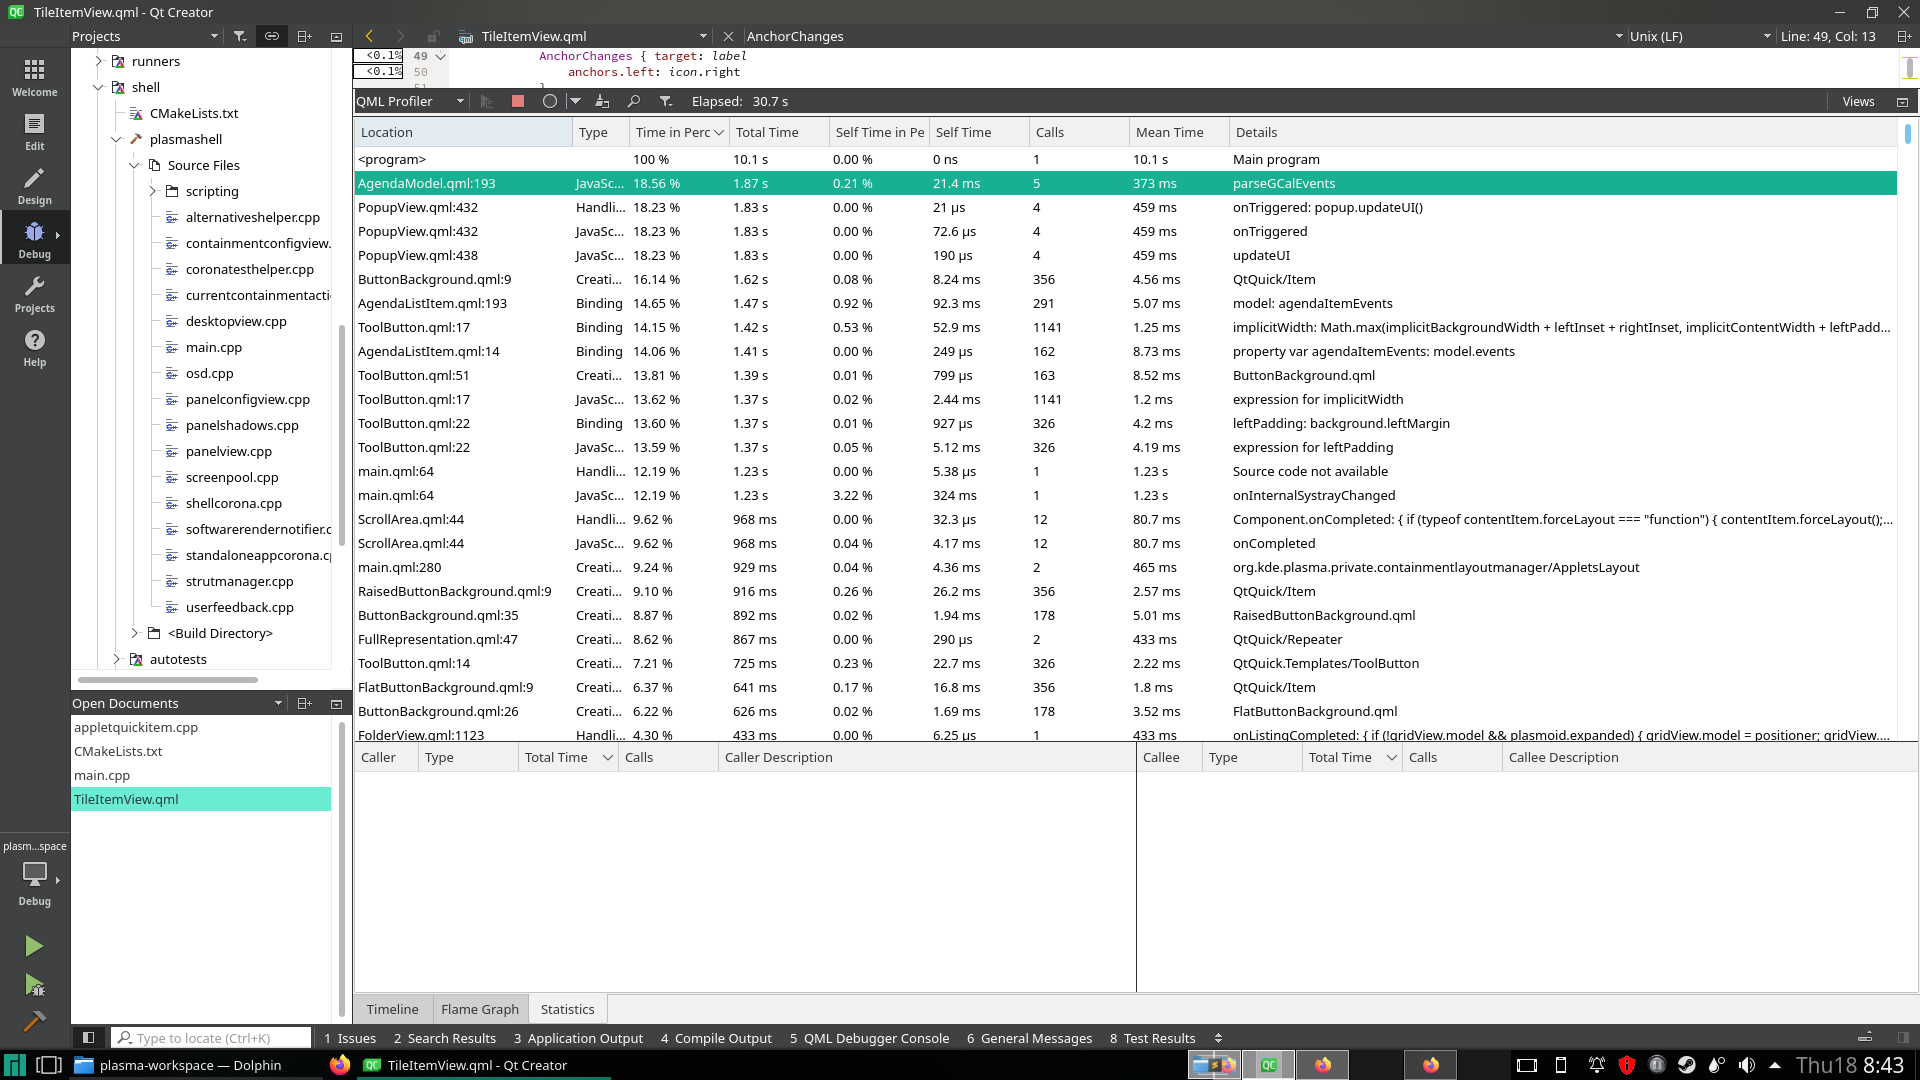 TileItemView.qml - Qt Creator
Projects
TileItemView.qml
AnchorChanges
Unix (LF)
Line: 49, Col: 13
Welcome
Edit
Design
Debug
Projects
Help
runners
shell
CMakeLists.txt
plasmashell
Source Files
scripting
alternativeshelper.cpp
containmentconfigview.
coronatesthelper.cpp
currentcontainmentacti
desktopview.cpp
main.cpp
osd.cpp
panelconfigview.cpp
panelshadows.cpp
panelview.cpp
screenpool.cpp
shellcorona.cpp
softwarerendernotifier.c
standaloneappcorona.c
strutmanager.cpp
userfeedback.cpp
<Build Directory>
autotests
<0.1% 49 AnchorChanges { target: label
<0.1% 50 anchors.left: icon.right
QML Profiler Elapsed: 30.7 s Views
Location Type Time in Perc Total Time Self Time in Pe Self Time Calls Mean Time Details
<program> 100 % 10.1 s 0.00 % 0 ns 1 10.1 s Main program
AgendaModel.qml:193 JavaSc... 18.56 % 1.87 s 0.21 % 21.4 ms 5 373 ms parseGCalEvents
PopupView.qml:432 Handli... 18.23 % 1.83 s 0.00 % 21 µs 4 459 ms onTriggered: popup.updateUI()
PopupView.qml:432 JavaSc... 18.23 % 1.83 s 0.00 % 72.6 µs 4 459 ms onTriggered
PopupView.qml:438 JavaSc... 18.23 % 1.83 s 0.00 % 190 µs 4 459 ms updateUI
ButtonBackground.qml:9 Creati... 16.14 % 1.62 s 0.08 % 8.24 ms 356 4.56 ms QtQuick/Item
AgendaListItem.qml:193 Binding 14.65 % 1.47 s 0.92 % 92.3 ms 291 5.07 ms model: agendaItemEvents
ToolButton.qml:17 Binding 14.15 % 1.42 s 0.53 % 52.9 ms 1141 1.25 ms implicitWidth: Math.max(implicitBackgroundWidth + leftInset + rightInset, implicitContentWidth + leftPadd...
AgendaListItem.qml:14 Binding 14.06 % 1.41 s 0.00 % 249 µs 162 8.73 ms property var agendaItemEvents: model.events
ToolButton.qml:51 Creati... 13.81 % 1.39 s 0.01 % 799 µs 163 8.52 ms ButtonBackground.qml
ToolButton.qml:17 JavaSc... 13.62 % 1.37 s 0.02 % 2.44 ms 1141 1.2 ms expression for implicitWidth
ToolButton.qml:22 Binding 13.60 % 1.37 s 0.01 % 927 µs 326 4.2 ms leftPadding: background.leftMargin
ToolButton.qml:22 JavaSc... 13.59 % 1.37 s 0.05 % 5.12 ms 326 4.19 ms expression for leftPadding
main.qml:64 Handli... 12.19 % 1.23 s 0.00 % 5.38 µs 1 1.23 s Source code not available
main.qml:64 JavaSc... 12.19 % 1.23 s 3.22 % 324 ms 1 1.23 s onInternalSystrayChanged
ScrollArea.qml:44 Handli... 9.62 % 968 ms 0.00 % 32.3 µs 12 80.7 ms Component.onCompleted: { if (typeof contentItem.forceLayout === "function") { contentItem.forceLayout();...
ScrollArea.qml:44 JavaSc... 9.62 % 968 ms 0.04 % 4.17 ms 12 80.7 ms onCompleted
main.qml:280 Creati... 9.24 % 929 ms 0.04 % 4.36 ms 2 465 ms org.kde.plasma.private.containmentlayoutmanager/AppletsLayout
RaisedButtonBackground.qml:9 Creati... 9.10 % 916 ms 0.26 % 26.2 ms 356 2.57 ms QtQuick/Item
ButtonBackground.qml:35 Creati... 8.87 % 892 ms 0.02 % 1.94 ms 178 5.01 ms RaisedButtonBackground.qml
FullRepresentation.qml:47 Creati... 8.62 % 867 ms 0.00 % 290 µs 2 433 ms QtQuick/Repeater
ToolButton.qml:14 Creati... 7.21 % 725 ms 0.23 % 22.7 ms 326 2.22 ms QtQuick.Templates/ToolButton
FlatButtonBackground.qml:9 Creati... 6.37 % 641 ms 0.17 % 16.8 ms 356 1.8 ms QtQuick/Item
ButtonBackground.qml:26 Creati... 6.22 % 626 ms 0.02 % 1.69 ms 178 3.52 ms FlatButtonBackground.qml
FolderView.qml:1123 Handli... 4.30 % 433 ms 0.00 % 6.25 µs 1 433 ms onListingCompleted: { if (!gridView.model && plasmoid.expanded) { gridView.model = positioner; gridView....
Caller Type Total Time Calls Caller Description
Callee Type Total Time Calls Callee Description
Open Documents
appletquickitem.cpp
CMakeLists.txt
main.cpp
TileItemView.qml
plasm...space
Debug
Timeline Flame Graph Statistics
Type to locate (Ctrl+K)
1 Issues 2 Search Results 3 Application Output 4 Compile Output 5 QML Debugger Console 6 General Messages 8 Test Results
plasma-workspace — Dolphin
TileItemView.qml - Qt Creator
Thu18 8:43